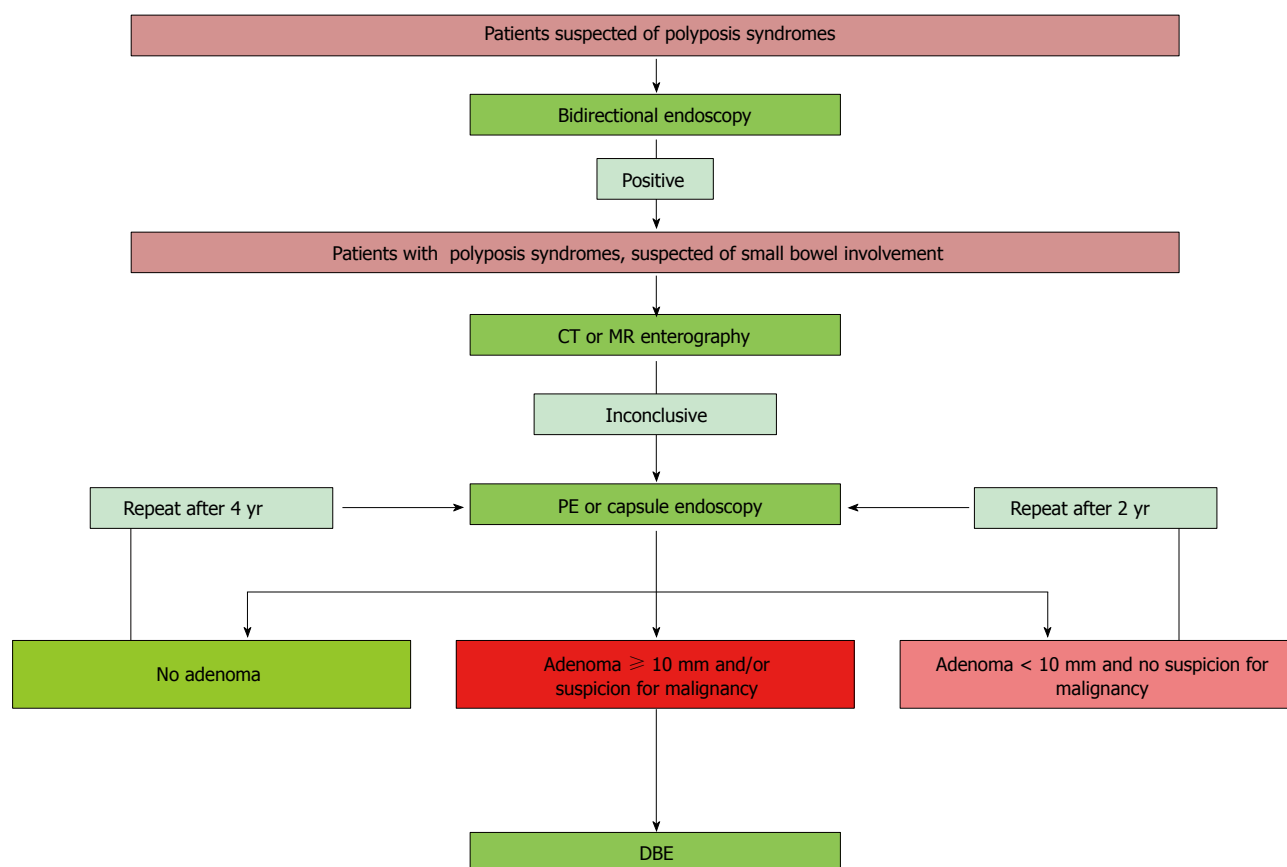 Patients suspected of polyposis syndromes
Bidirectional endoscopy
Positive
Patients with polyposis syndromes, suspected of small bowel involvement
CT or MR enterography
Inconclusive
Repeat after 4 yr
PE or capsule endoscopy
Repeat after 2 yr
No adenoma
Adenoma ⩾ 10 mm and/or
suspicion for malignancy
Adenoma < 10 mm and no suspicion for
malignancy
DBE